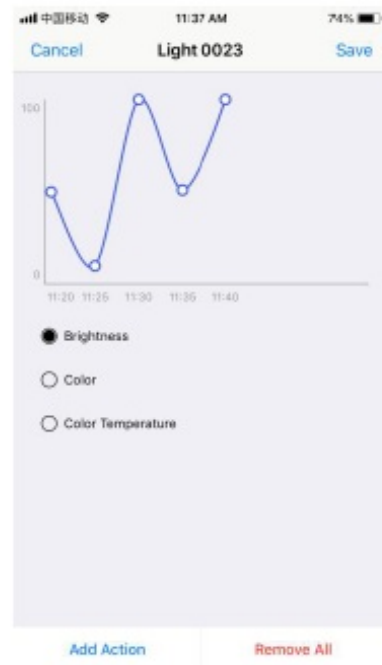 中国移动 11:37 AM 74%
Cancel Light 0023 Save
100
0
11:20 11:25 11:30 11:35 11:40
Brightness
Color
Color Temperature
Add Action Remove All